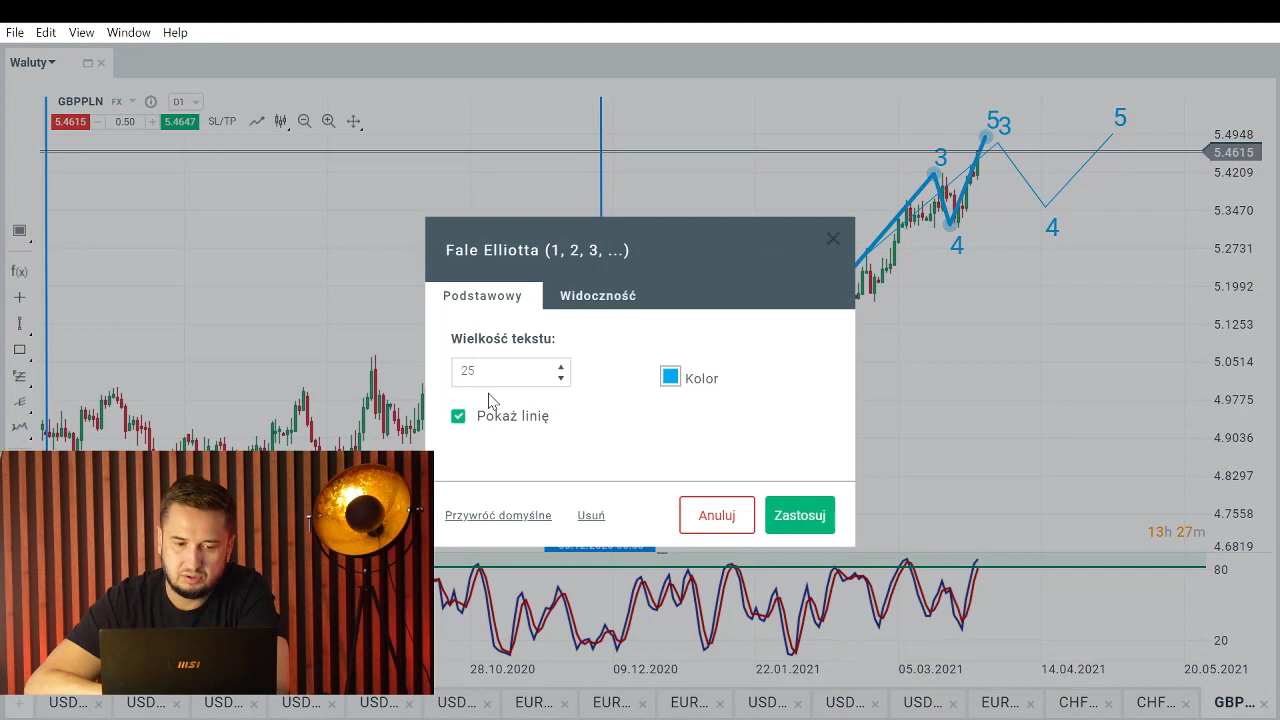 File Edit View Window Help
Waluty
GBPPLN FX D1
5.4615 0.50 5.4647 SL/TP
5 3 5
3
4 4
5.4948
5.4615
5.4209
5.3470
5.2731
5.1992
5.1253
5.0514
4.9775
4.9036
4.8297
4.7558
4.6819
f(x)
Fale Elliotta (1, 2, 3, ...)
Podstawowy Widoczność
Wielkość tekstu:
25
Kolor
Pokaż linię
Przywróć domyślne Usuń Anuluj Zastosuj
13h 27m
80
20
28.10.2020 09.12.2020 22.01.2021 05.03.2021 14.04.2021 20.05.2021
msi
USD... USD... USD... USD... USD... USD... EUR... EUR... EUR... USD... USD... USD... EUR... CHF... CHF... GBP...